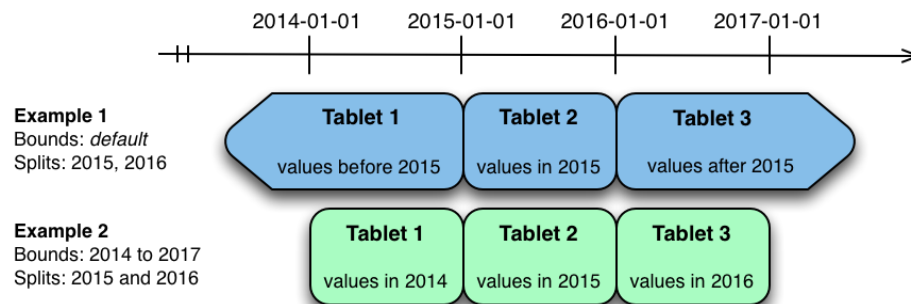 2014-01-01 2015-01-01 2016-01-01 2017-01-01
Example 1
Bounds: default
Splits: 2015, 2016
Tablet 1
values before 2015
Tablet 2
values in 2015
Tablet 3
values after 2015
Example 2
Bounds: 2014 to 2017
Splits: 2015 and 2016
Tablet 1
values in 2014
Tablet 2
values in 2015
Tablet 3
values in 2016